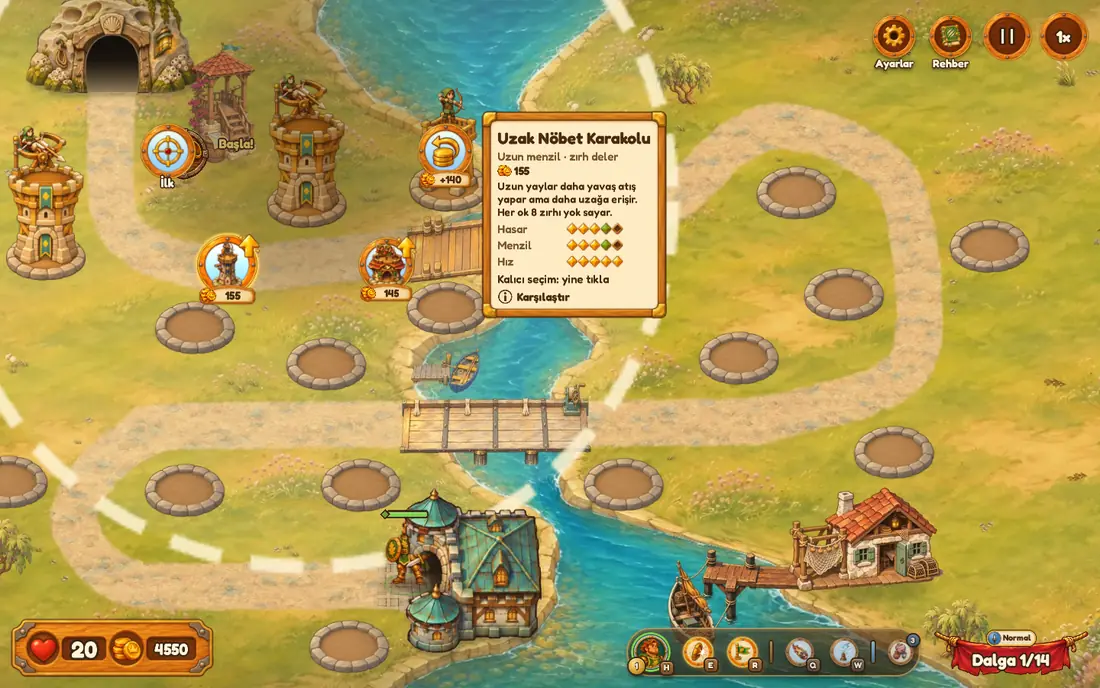 Ayarlar
Rehber
1x
Başla!
İlk
+140
155
145
Uzak Nöbet Karakolu
Uzun menzil · zırh deler
155
Uzun yaylar daha yavaş atış
yapar ama daha uzağa erişir.
Her ok 8 zırhı yok sayar.
Hasar
Menzil
Hız
Kalıcı seçim: yine tıkla
i Karşılaştır
20
4550
1
H
E
R
Q
W
3
Normal
Dalga 1/14